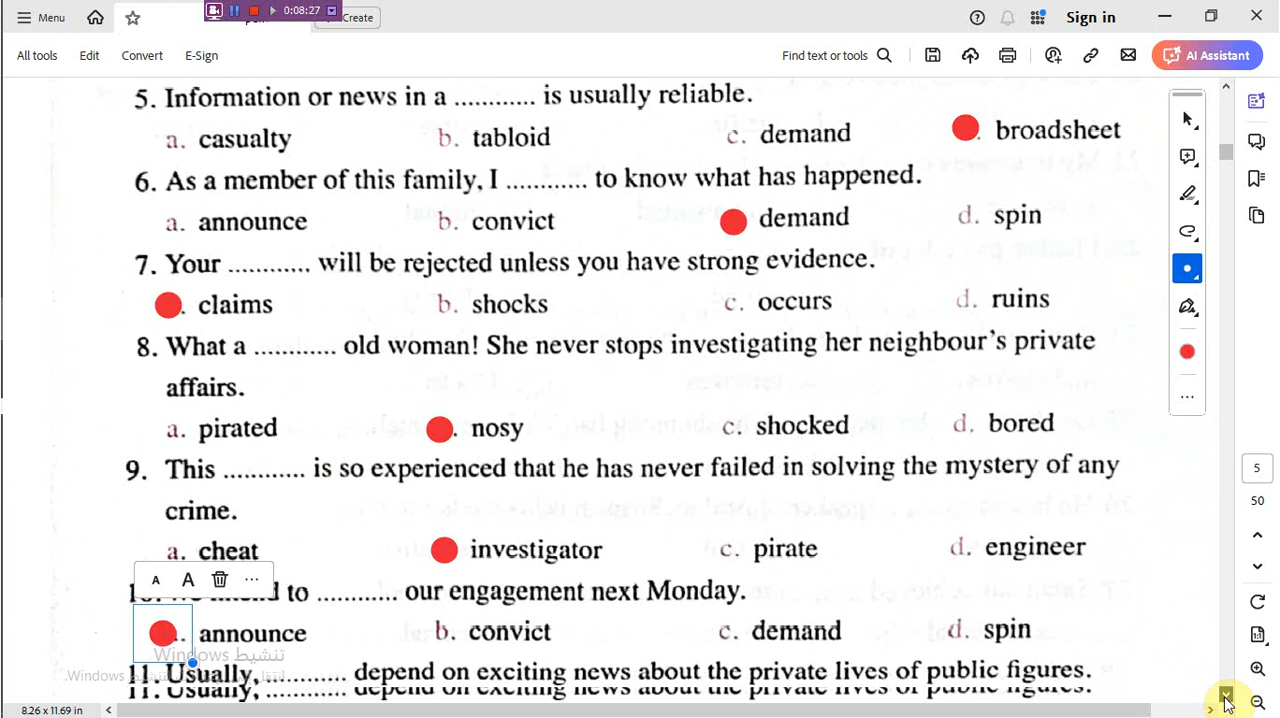 Menu
0:08:27
Create
Sign in
All tools
Edit
Convert
E-Sign
Find text or tools
AI Assistant
5. Information or news in a ............ is usually reliable.
a. casualty b. tabloid c. demand . broadsheet
6. As a member of this family, I ............ to know what has happened.
a. announce b. convict demand d. spin
7. Your ............ will be rejected unless you have strong evidence.
. claims b. shocks c. occurs d. ruins
8. What a ............ old woman! She never stops investigating her neighbour's private
affairs.
a. pirated . nosy c. shocked d. bored
9. This ............ is so experienced that he has never failed in solving the mystery of any
crime.
a. cheat investigator c. pirate d. engineer
A A ...
to ............ our engagement next Monday.
announce b. convict c. demand d. spin
تنشيط Windows
11. Usually, ............ depend on exciting news about the private lives of public figures.
5
50
8.26 x 11.69 in